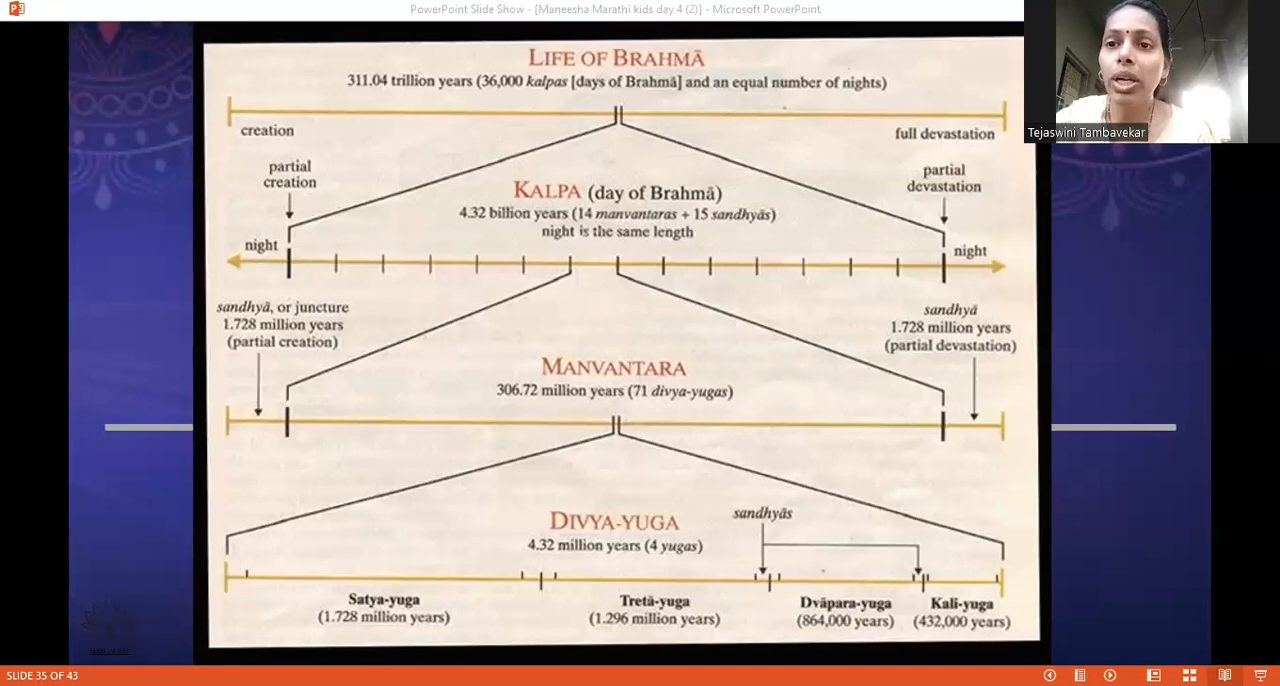 PowerPoint Slide Show - [Maneesha Marathi kids day 4 (2)] - Microsoft PowerPoint
Tejaswini Tambavekar
LIFE OF BRAHMĀ
311.04 trillion years (36,000 kalpas [days of Brahmā] and an equal number of nights)
creation
full devastation
partial
creation
partial
devastation
KALPA (day of Brahmā)
4.32 billion years (14 manvantaras + 15 sandhyās)
night is the same length
night
night
sandhyā, or juncture
1.728 million years
(partial creation)
sandhyā
1.728 million years
(partial devastation)
MANVANTARA
306.72 million years (71 divya-yugas)
DIVYA-YUGA
4.32 million years (4 yugas)
sandhyās
Satya-yuga
(1.728 million years)
Tretā-yuga
(1.296 million years)
Dvāpara-yuga
(864,000 years)
Kali-yuga
(432,000 years)
SLIDE 35 OF 43